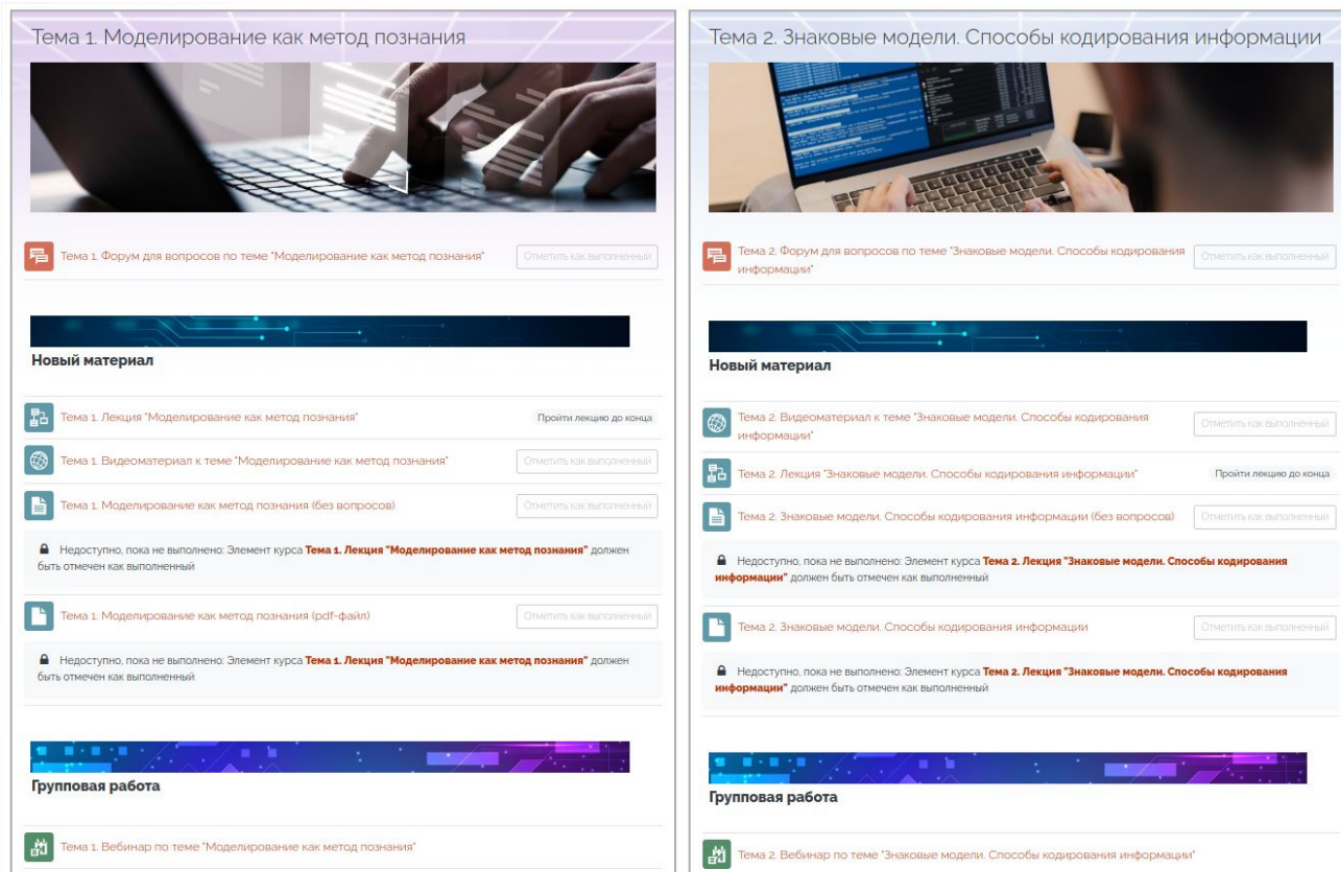 Тема 1. Моделирование как метод познания
Тема 1. Форум для вопросов по теме "Моделирование как метод познания"
Отметить как выполненный
Новый материал
Тема 1. Лекция "Моделирование как метод познания"
Пройти лекцию до конца
Тема 1. Видеоматериал к теме "Моделирование как метод познания"
Отметить как выполненный
Тема 1. Моделирование как метод познания (без вопросов)
Отметить как выполненный
Недоступно, пока не выполнено: Элемент курса Тема 1. Лекция "Моделирование как метод познания" должен
быть отмечен как выполненный
Тема 1. Моделирование как метод познания (pdf-файл)
Отметить как выполненный
Недоступно, пока не выполнено: Элемент курса Тема 1. Лекция "Моделирование как метод познания" должен
быть отмечен как выполненный
Групповая работа
Тема 1. Вебинар по теме "Моделирование как метод познания"
Тема 2. Знаковые модели. Способы кодирования информации
Тема 2. Форум для вопросов по теме "Знаковые модели. Способы кодирования
информации"
Отметить как выполненный
Новый материал
Тема 2. Видеоматериал к теме "Знаковые модели. Способы кодирования
информации"
Отметить как выполненный
Тема 2. Лекция "Знаковые модели. Способы кодирования информации"
Пройти лекцию до конца
Тема 2. Знаковые модели. Способы кодирования информации (без вопросов)
Отметить как выполненный
Недоступно, пока не выполнено: Элемент курса Тема 2. Лекция "Знаковые модели. Способы кодирования
информации" должен быть отмечен как выполненный
Тема 2. Знаковые модели. Способы кодирования информации
Отметить как выполненный
Недоступно, пока не выполнено: Элемент курса Тема 2. Лекция "Знаковые модели. Способы кодирования
информации" должен быть отмечен как выполненный
Групповая работа
Тема 2. Вебинар по теме "Знаковые модели. Способы кодирования информации"